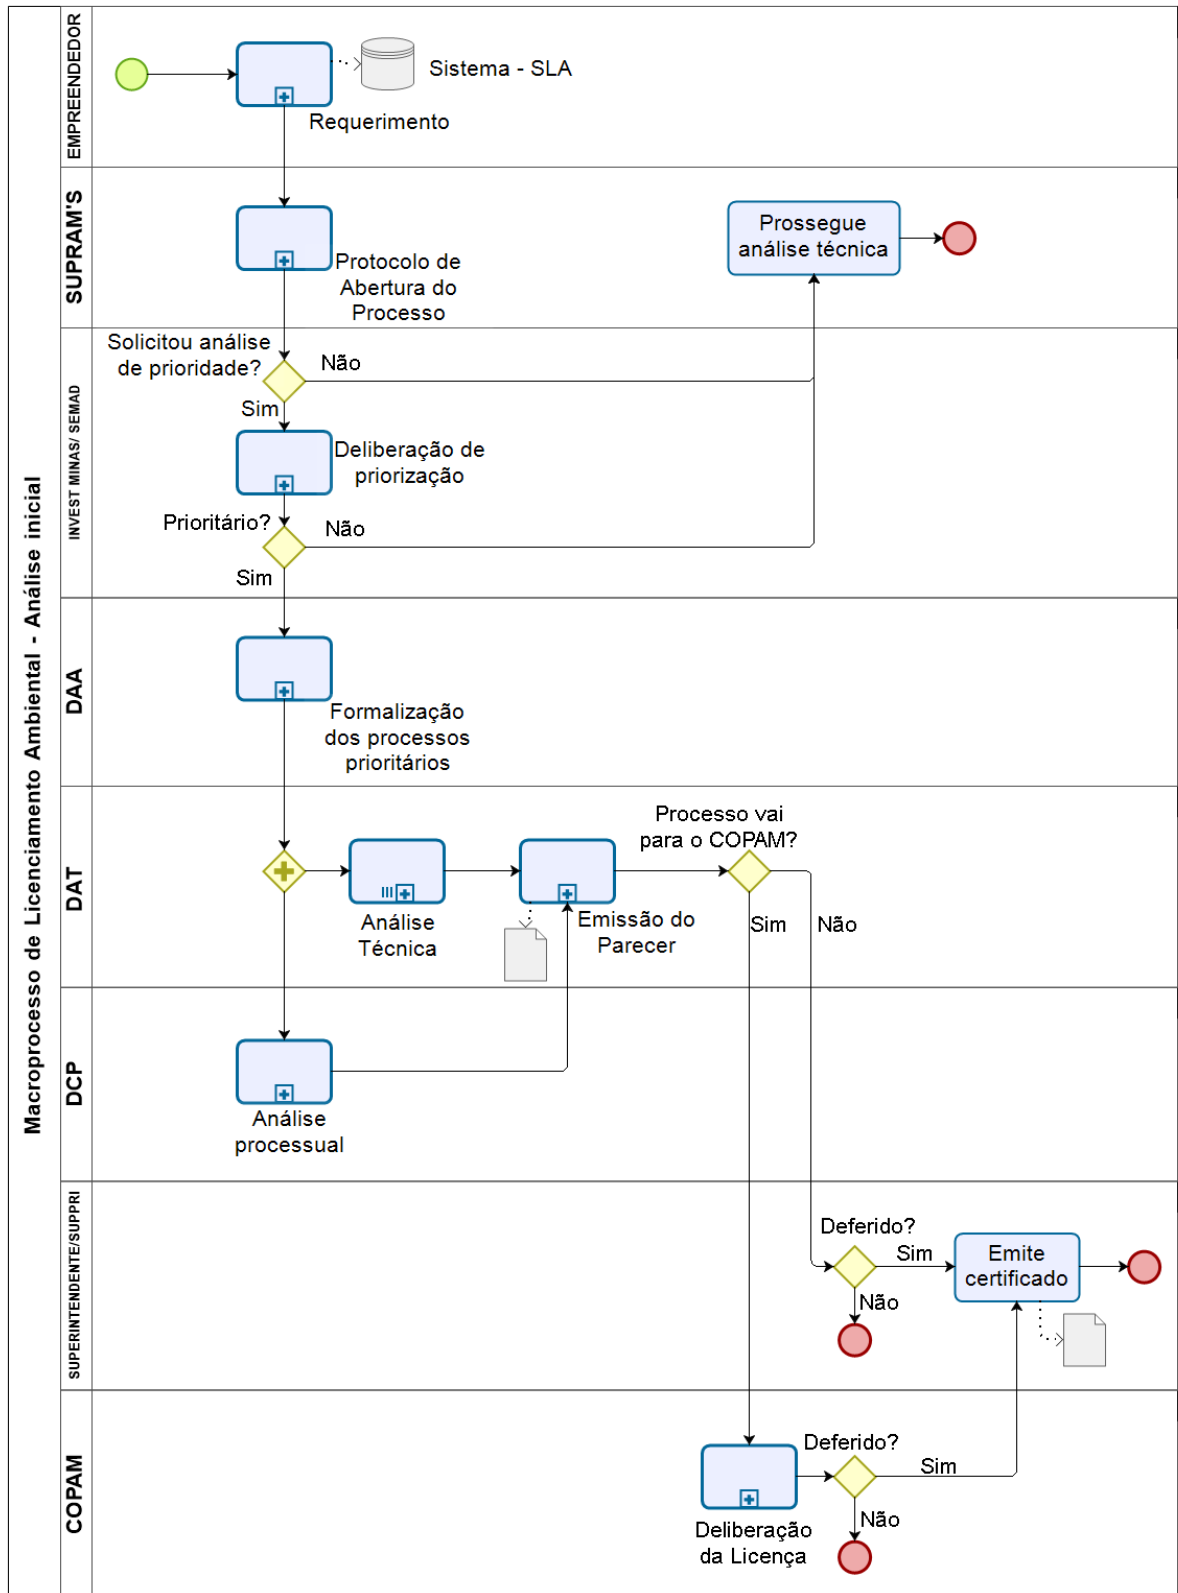 Macroprocesso de Licenciamento Ambiental - Análise inicial
EMPREENDEDOR
Sistema - SLA
Requerimento
SUPRAM'S
Prossegue
análise técnica
Protocolo de
Abertura do
Processo
INVEST MINAS/ SEMAD
Solicitou análise
de prioridade?
Não
Sim
Deliberação de
priorização
Prioritário?
Não
Sim
DAA
Formalização
dos processos
prioritários
DAT
Processo vai
para o COPAM?
Análise
Técnica
Emissão do
Parecer
Sim
Não
DCP
Análise
processual
SUPERINTENDENTE/SUPPRI
Deferido?
Sim
Emite
certificado
Não
COPAM
Deferido?
Sim
Não
Deliberação
da Licença